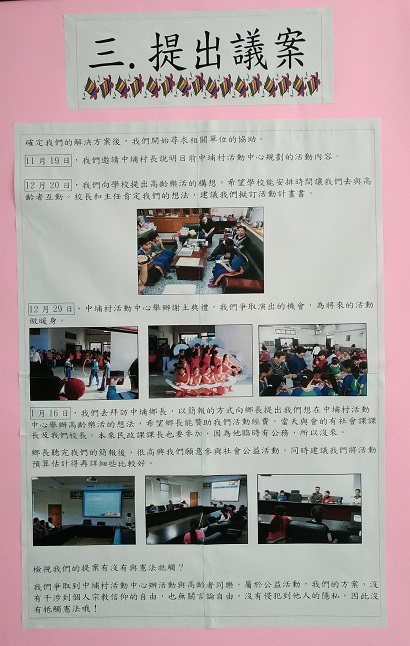 三.提出議案
確定我們的解決方案後，我們開始尋求相關單位的協助。
11月19日，我們邀請中埔村長說明目前中埔村活動中心規劃的活動內容。
12月20日，我們向學校提出高齡樂活的構想，希望學校能安排時間讓我們去與高
齡者互動。校長和主任肯定我們的想法，建議我們擬訂活動計畫書。
12月29日，中埔村活動中心舉辦謝主典禮，我們爭取演出的機會，為將來的活動
做暖身。
1月16日，我們去拜訪中埔鄉長，以簡報的方式向鄉長提出我們想在中埔村活動
中心舉辦高齡樂活的想法，希望鄉長能贊助我們活動經費。當天與會的有社會課課
長及我們校長。本來民政課課長也要參加，因為他臨時有公務，所以沒來。
鄉長聽完我們的簡報後，很高興我們願意參與社會公益活動，同時建議我們將活動
預算估計得再詳細些比較好。
檢視我們的提案有沒有與憲法牴觸？
我們爭取到中埔村活動中心辦活動與高齡者同樂。屬於公益活動，我們的方案，沒
有干涉到個人宗教信仰的自由，也無關言論自由，沒有侵犯到他人的隱私，因此沒
有牴觸憲法哦！